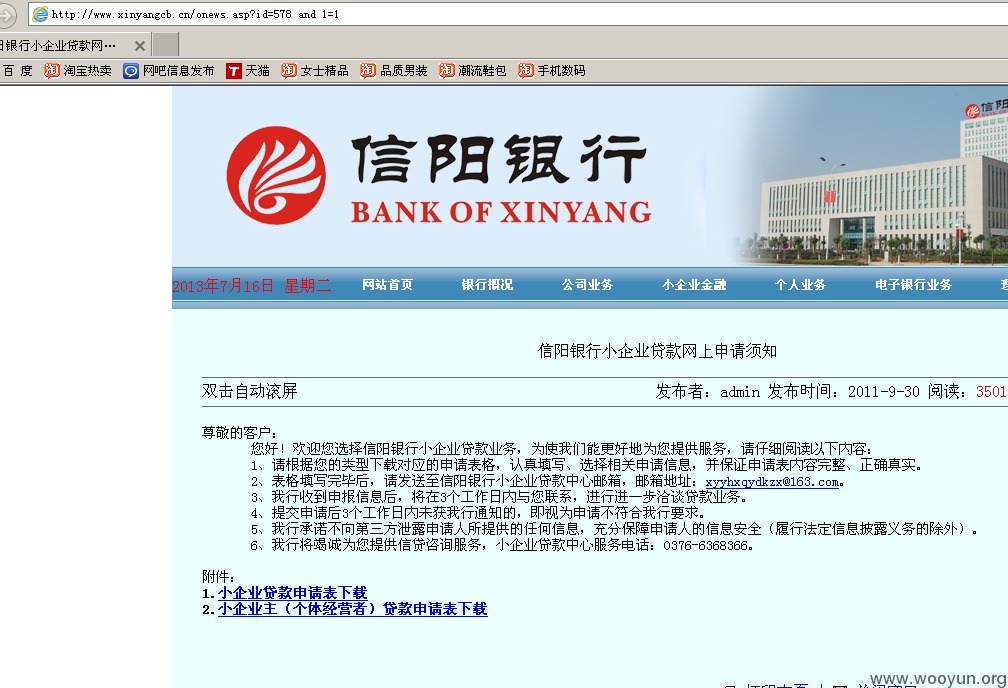 http://www.xinyangcb.cn/onews.asp?id=578 and 1=1
银行小企业贷款网…
百 度 淘宝热卖 网吧信息发布 天猫 女士精品 品质男装 潮流鞋包 手机数码
信阳银行
BANK OF XINYANG
2013年7月16日 星期二 网站首页 银行概况 公司业务 小企业金融 个人业务 电子银行业务
信阳银行小企业贷款网上申请须知
双击自动滚屏 发布者：admin 发布时间：2011-9-30 阅读：3501
尊敬的客户：
您好！欢迎您选择信阳银行小企业贷款业务，为使我们能更好地为您提供服务，请仔细阅读以下内容：
1、请根据您的类型下载对应的申请表格，认真填写、选择相关申请信息，并保证申请表内容完整、正确真实。
2、表格填写完毕后，请发送至信阳银行小企业贷款中心邮箱，邮箱地址：xyyhxqydkzx@163.com。
3、我行收到申报信息后，将在3个工作日内与您联系，进行进一步洽谈贷款业务。
4、提交申请后3个工作日内未获我行通知的，即视为申请不符合我行要求。
5、我行承诺不向第三方泄露申请人所提供的任何信息，充分保障申请人的信息安全（履行法定信息披露义务的除外）。
6、我行将竭诚为您提供信贷咨询服务，小企业贷款中心服务电话：0376-6368366。
附件：
1.小企业贷款申请表下载
2.小企业主（个体经营者）贷款申请表下载
www.wooyun.org